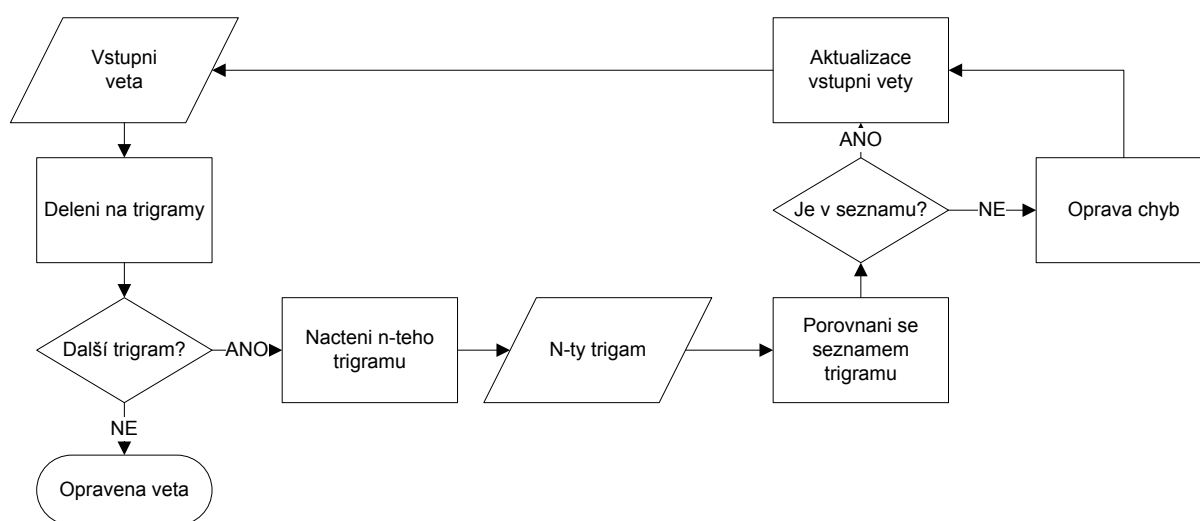 Vstupni
veta
Aktualizace
vstupni vety
ANO
Deleni na trigramy
Je v seznamu?
NE
Oprava chyb
Další trigram?
ANO
Nacteni n-teho
trigramu
N-ty trigam
Porovnani se
seznamem
trigramu
NE
Opravena veta